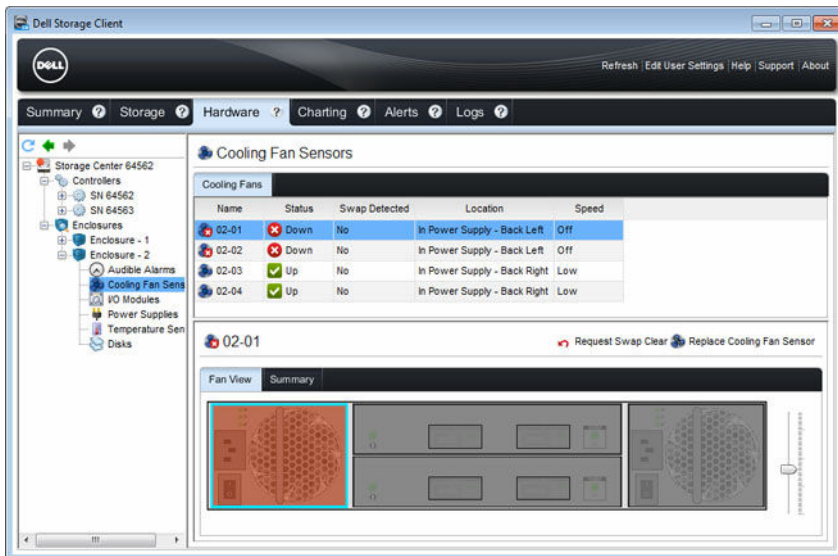 Dell Storage Client
DELL
Refresh Edit User Settings Help Support About
Summary ? Storage ? Hardware ? Charting ? Alerts ? Logs ?
Storage Center 64562
Controllers
SN 64562
SN 64563
Enclosures
Enclosure - 1
Enclosure - 2
Audible Alarms
Cooling Fan Sens
I/O Modules
Power Supplies
Temperature Sen
Disks
Cooling Fan Sensors
Cooling Fans
Name Status Swap Detected Location Speed
02-01 Down No In Power Supply - Back Left Off
02-02 Down No In Power Supply - Back Left Off
02-03 Up No In Power Supply - Back Right Low
02-04 Up No In Power Supply - Back Right Low
02-01 Request Swap Clear Replace Cooling Fan Sensor
Fan View Summary